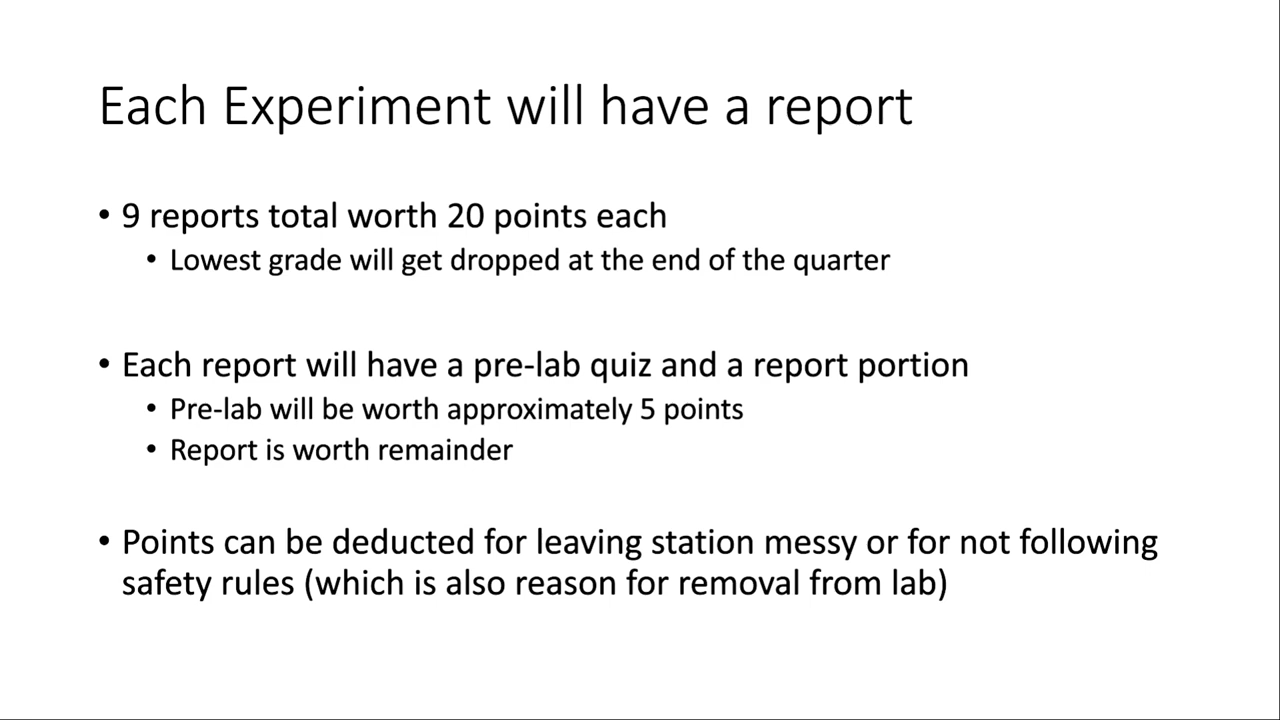 Each Experiment will have a report
• 9 reports total worth 20 points each
• Lowest grade will get dropped at the end of the quarter
• Each report will have a pre-lab quiz and a report portion
• Pre-lab will be worth approximately 5 points
• Report is worth remainder
• Points can be deducted for leaving station messy or for not following
safety rules (which is also reason for removal from lab)